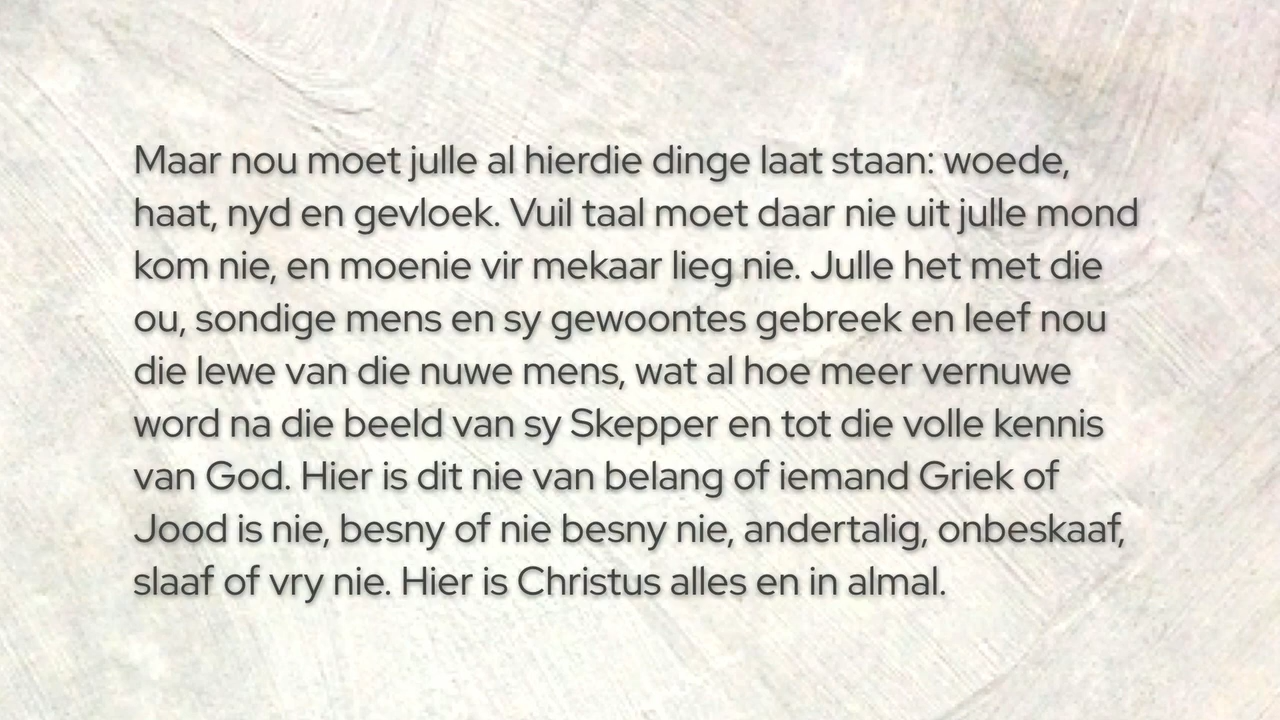 Maar nou moet julle al hierdie dinge laat staan: woede,
haat, nyd en gevloek. Vuil taal moet daar nie uit julle mond
kom nie, en moenie vir mekaar lieg nie. Julle het met die
ou, sondige mens en sy gewoontes gebreek en leef nou
die lewe van die nuwe mens, wat al hoe meer vernuwe
word na die beeld van sy Skepper en tot die volle kennis
van God. Hier is dit nie van belang of iemand Griek of
Jood is nie, besny of nie besny nie, andertalig, onbeskaaf,
slaaf of vry nie. Hier is Christus alles en in almal.